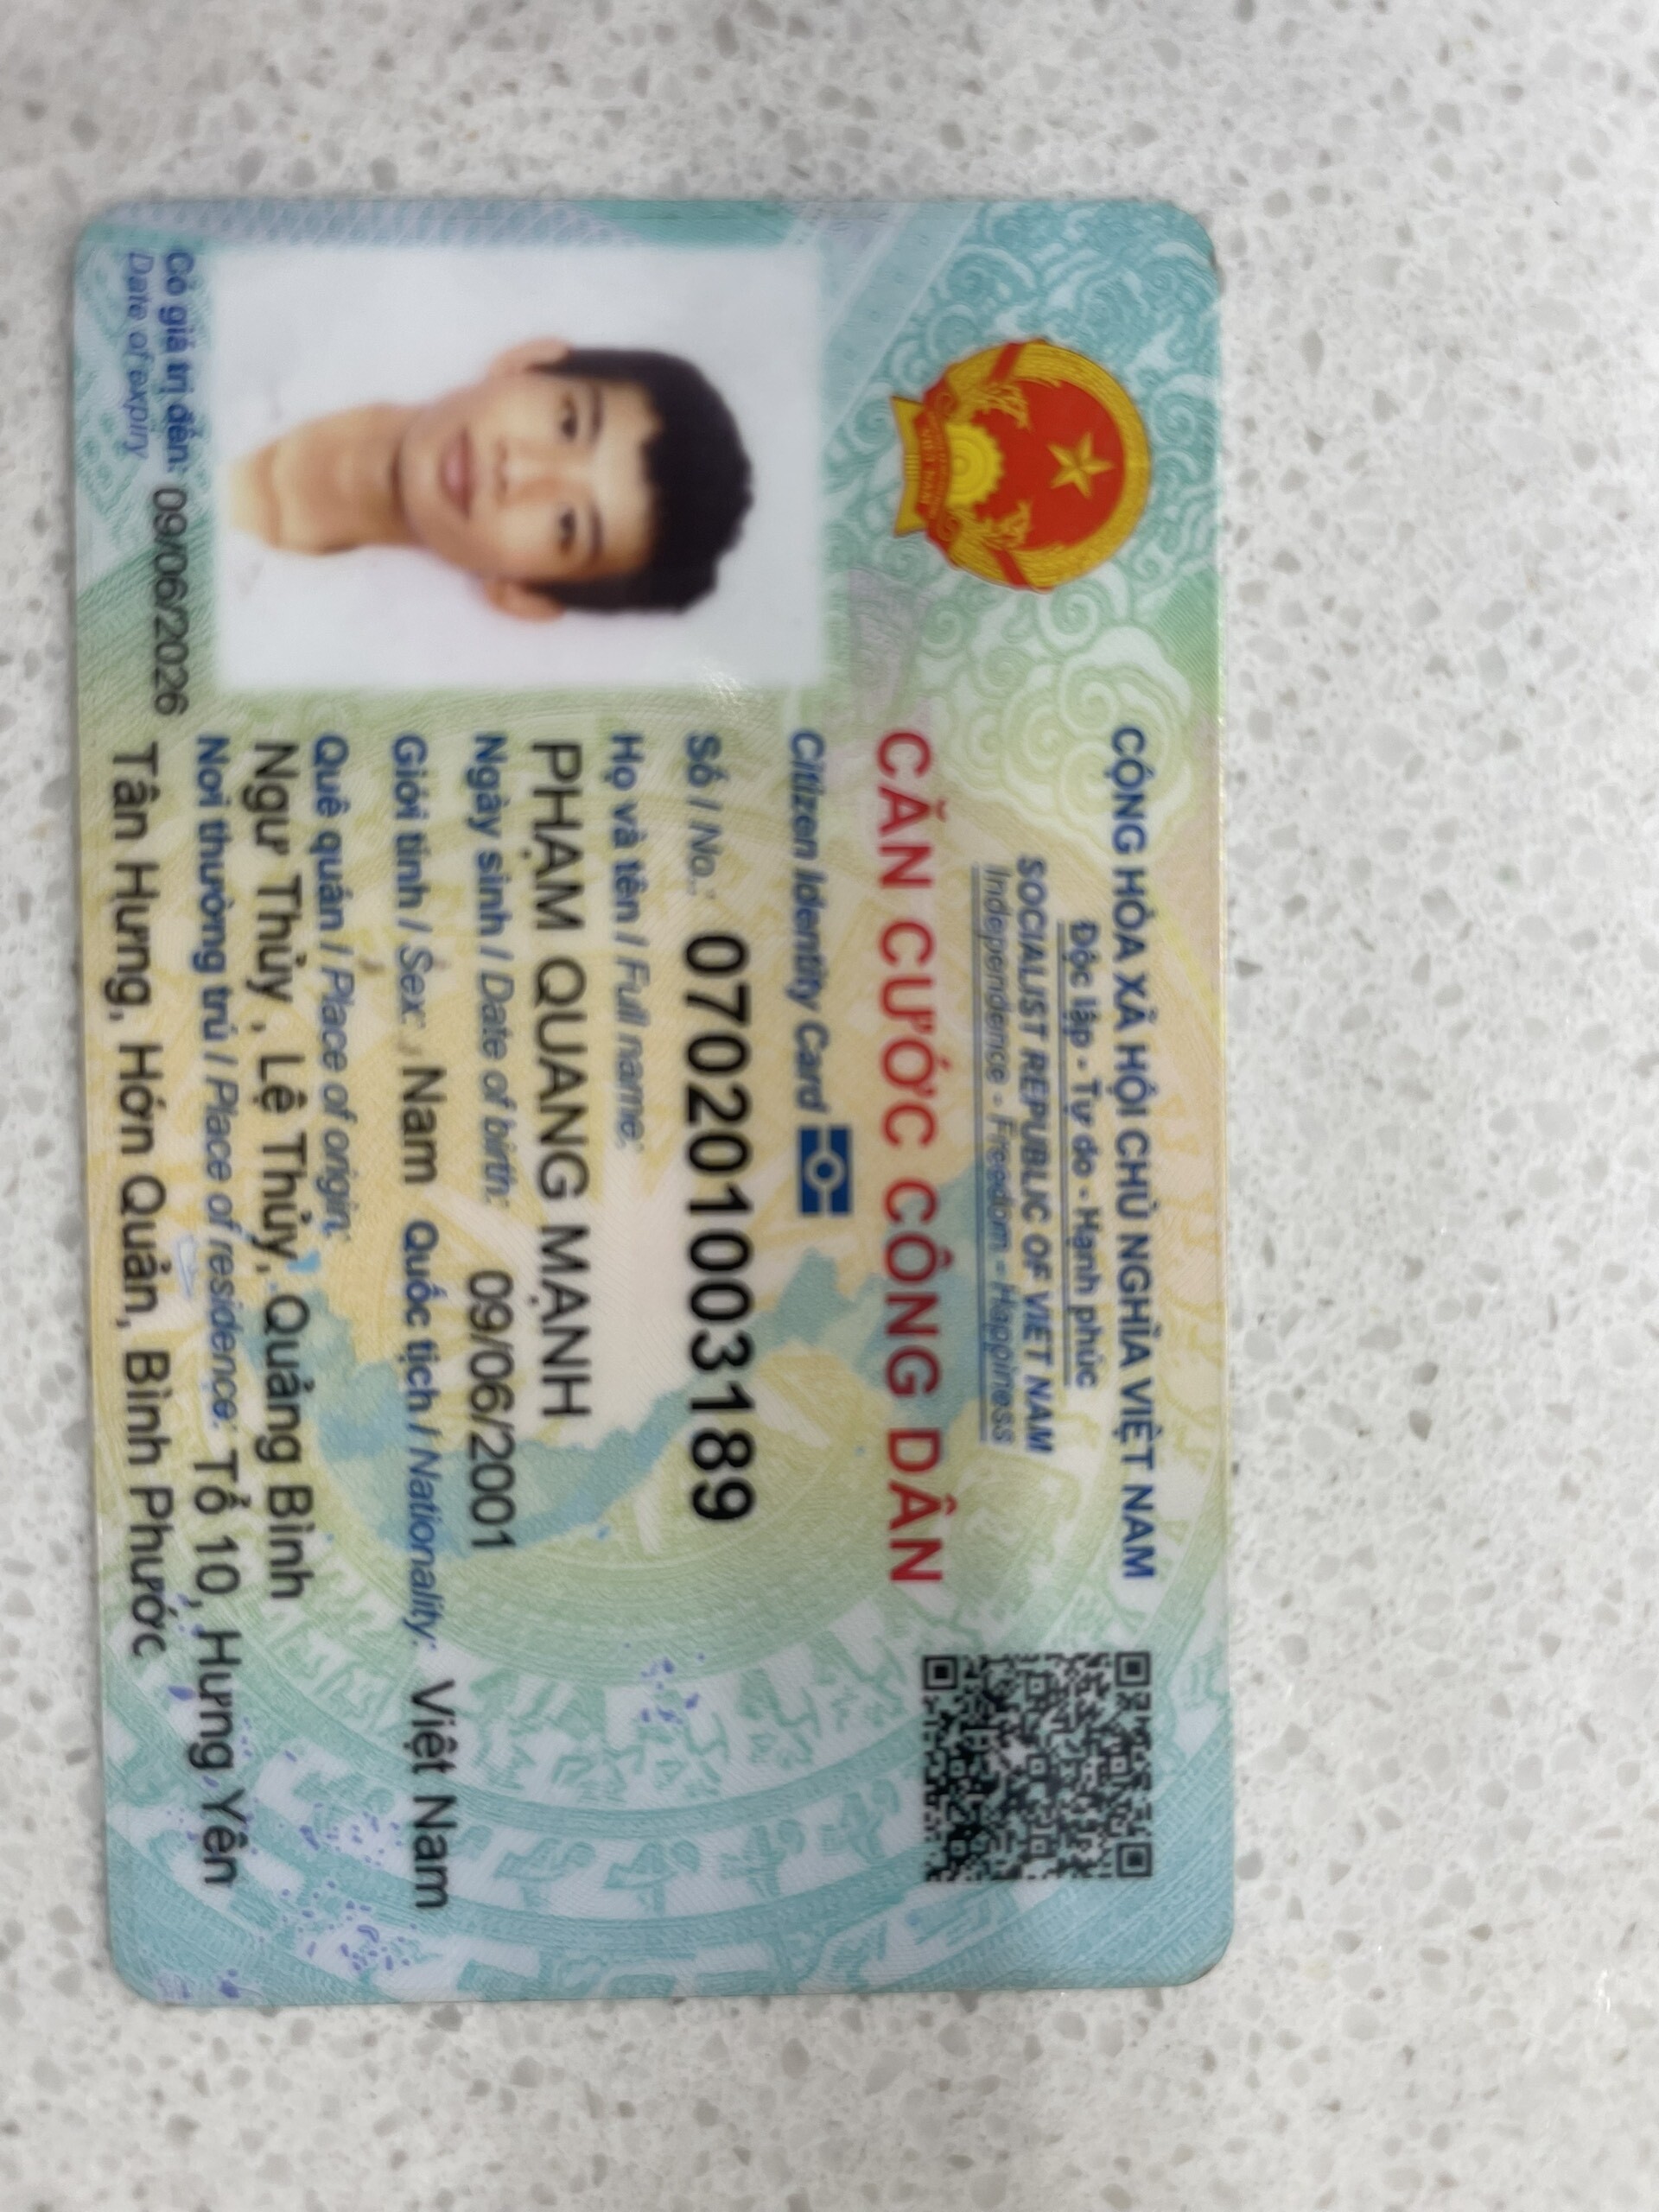 CỘNG HÒA XÃ HỘI CHỦ NGHĨA VIỆT NAM
Độc lập - Tự do - Hạnh phúc
SOCIALIST REPUBLIC OF VIET NAM
Independence - Freedom - Happiness
CĂN CƯỚC CÔNG DÂN
Citizen Identity Card
Số / No.: 070201003189
Họ và tên / Full name:
PHẠM QUANG MẠNH
Ngày sinh / Date of birth: 09/06/2001
Giới tính / Sex: Nam Quốc tịch / Nationality: Việt Nam
Quê quán / Place of origin:
Ngư Thủy , Lệ Thủy, Quảng Bình
Nơi thường trú / Place of residence: Tổ 10, Hưng Yên
Tân Hưng, Hớn Quản, Bình Phước
Có giá trị đến: 09/06/2026
Date of expiry
VIỆT NAM